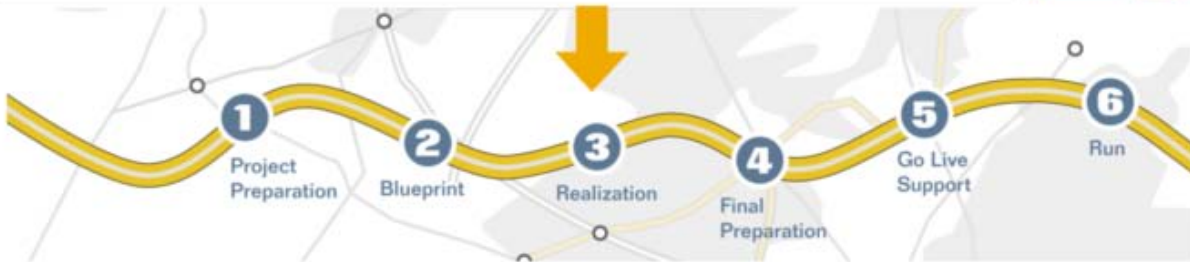 1
Project
Preparation
2
Blueprint
3
Realization
4
Final
Preparation
5
Go Live
Support
6
Run